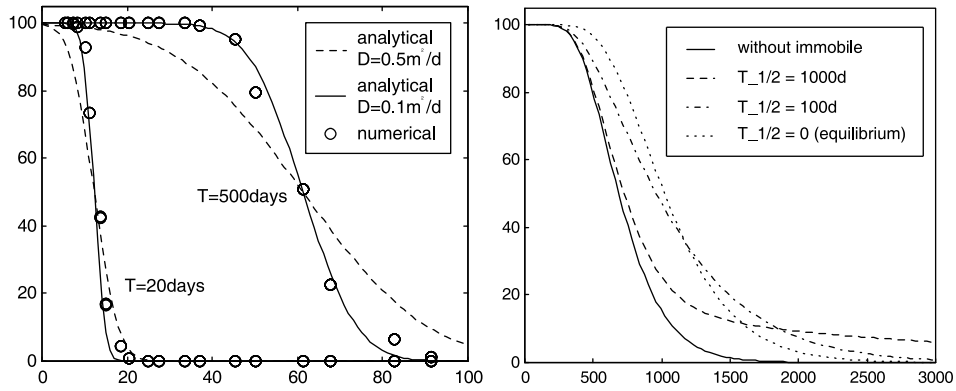 100
80
60
40
20
0
0 20 40 60 80 100
analytical
D=0.5m²/d
analytical
D=0.1m²/d
numerical
T=500days
T=20days
100
80
60
40
20
0 500 1000 1500 2000 2500 3000
without immobile
T_1/2 = 1000d
T_1/2 = 100d
T_1/2 = 0 (equilibrium)